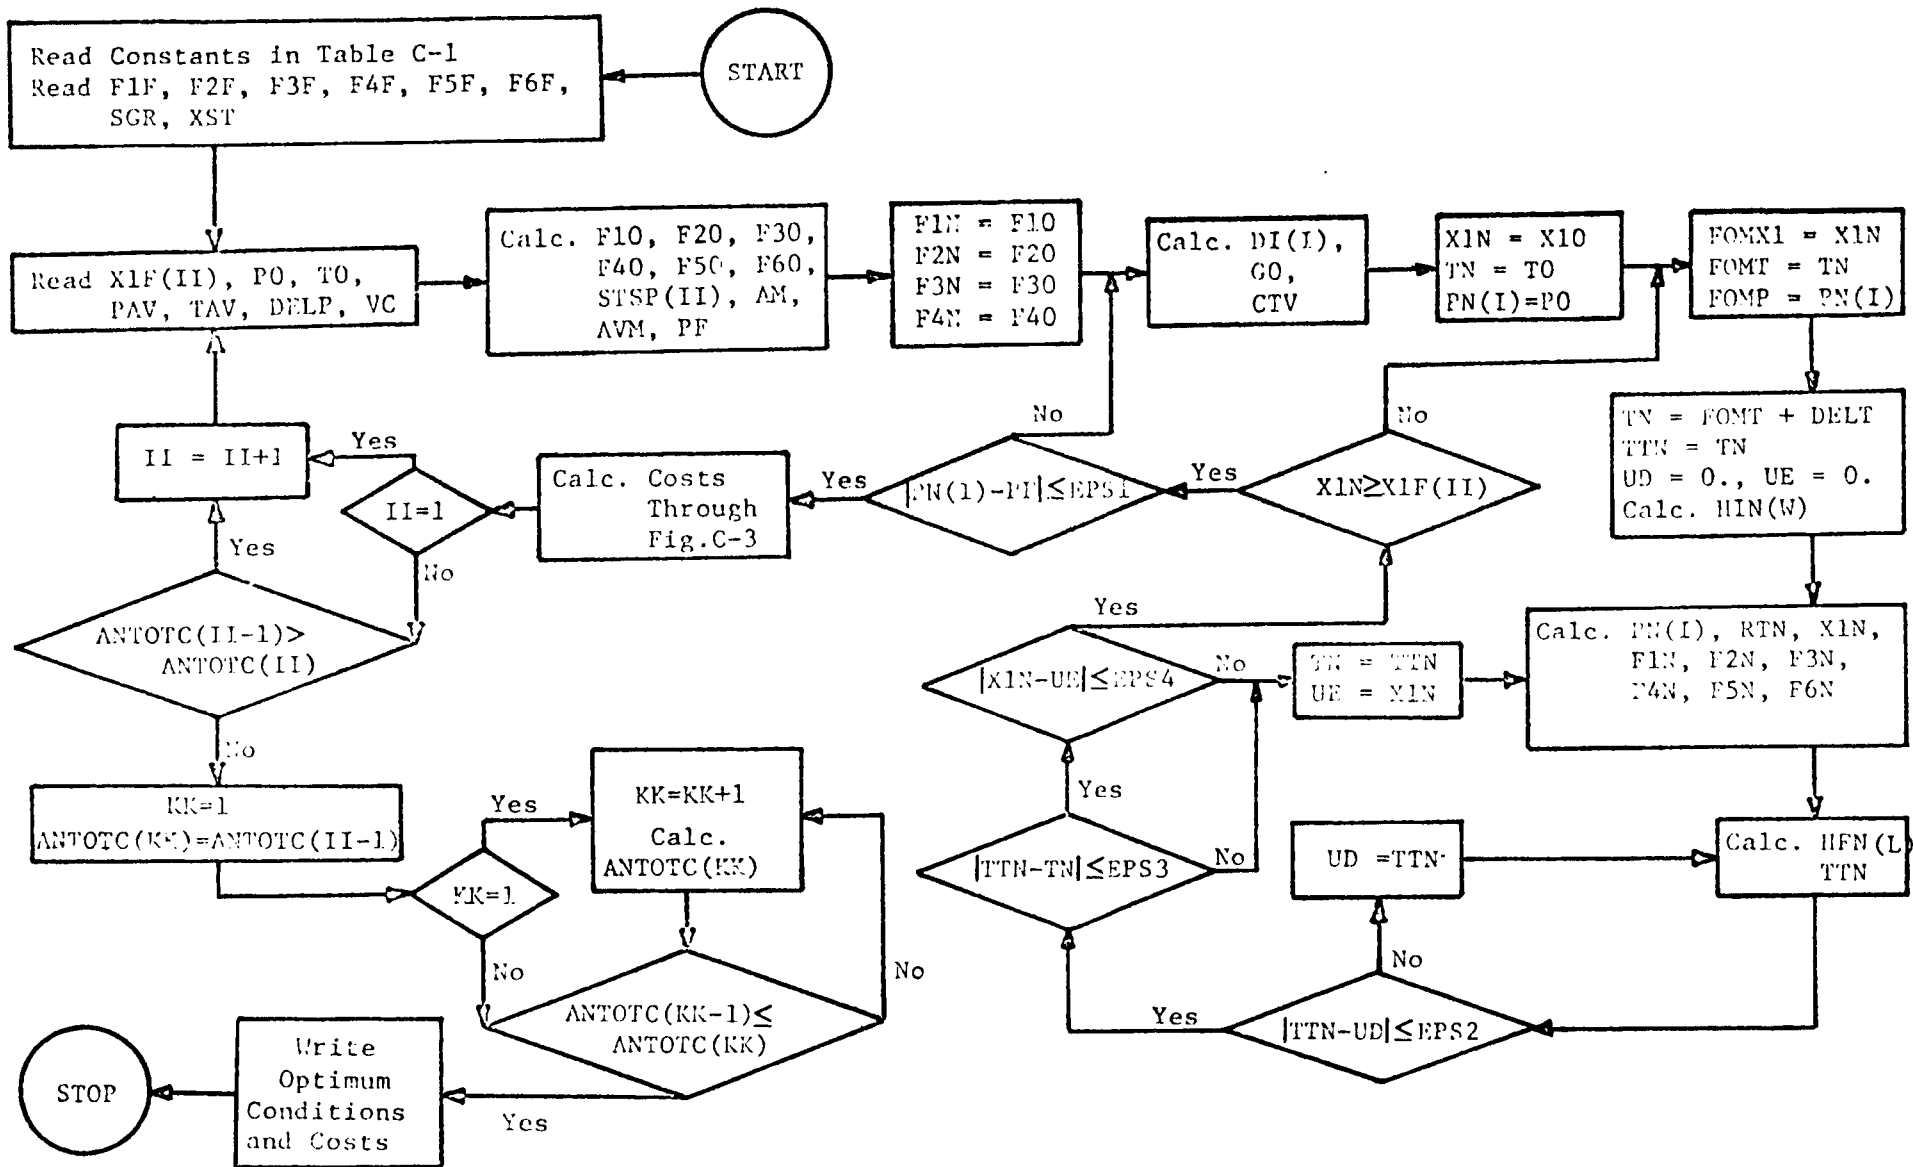 START
Read Constants in Table C-1
Read F1F, F2F, F3F, F4F, F5F, F6F,
SGR, XST
Read X1F(II), PO, TO,
PAV, TAV, DELP, VC
Calc. F10, F20, F30,
F40, F50, F60,
STSP(II), AM,
AVM, PF
F1N = F10
F2N = F20
F3N = F30
F4N = F40
Calc. DI(I),
GO,
CTV
X1N = X10
TN = TO
PN(I)=PO
FOMX1 = X1N
FOMT = TN
FOMP = PN(I)
TN = FOMT + DELT
TTN = TN
UD = 0., UE = 0.
Calc. HIN(W)
Calc. PN(I), RTN, X1N,
F1N, F2N, F3N,
F4N, F5N, F6N
Calc. HFN(L)
TTN
|TTN-UD|≤EPS2
No
Yes
UD =TTN
|TTN-TN|≤EPS3
No
Yes
|X1N-UE|≤EPS4
No
Yes
TN = TTN
UE = X1N
X1N≥X1F(II)
No
Yes
|PN(1)-PF|≤EPS1
No
Yes
Calc. Costs
Through
Fig.C-3
II=1
Yes
No
II = II+1
ANTOTC(II-1)>
ANTOTC(II)
Yes
No
KK=1
ANTOTC(KK)=ANTOTC(II-1)
KK=1
Yes
No
KK=KK+1
Calc.
ANTOTC(KK)
ANTOTC(KK-1)≤
ANTOTC(KK)
No
Yes
Write
Optimum
Conditions
and Costs
STOP